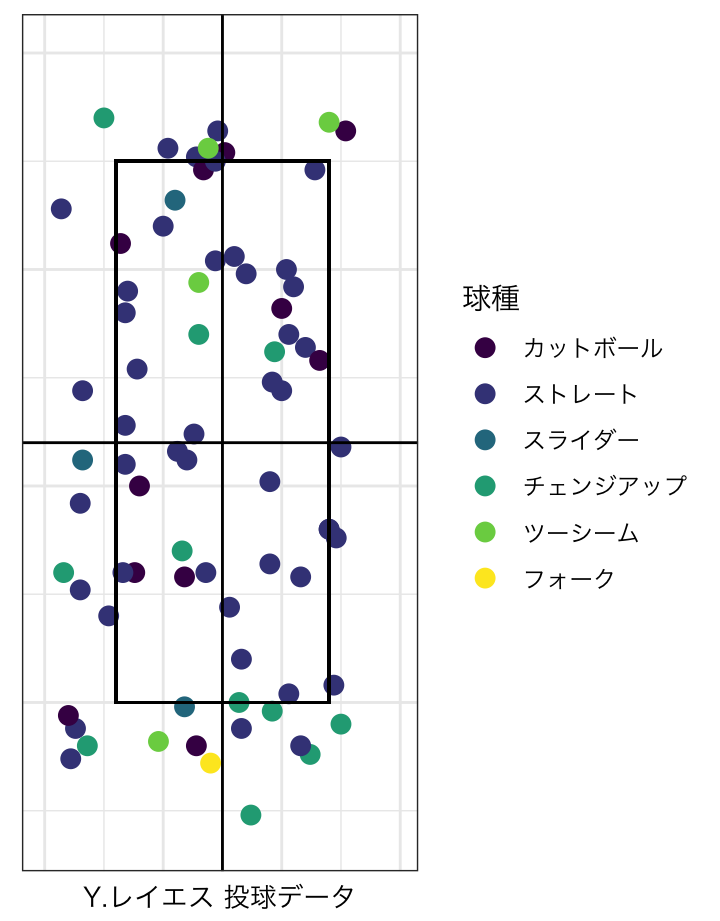 球種
カットボール
ストレート
スライダー
チェンジアップ
ツーシーム
フォーク
Y.レイエス 投球データ